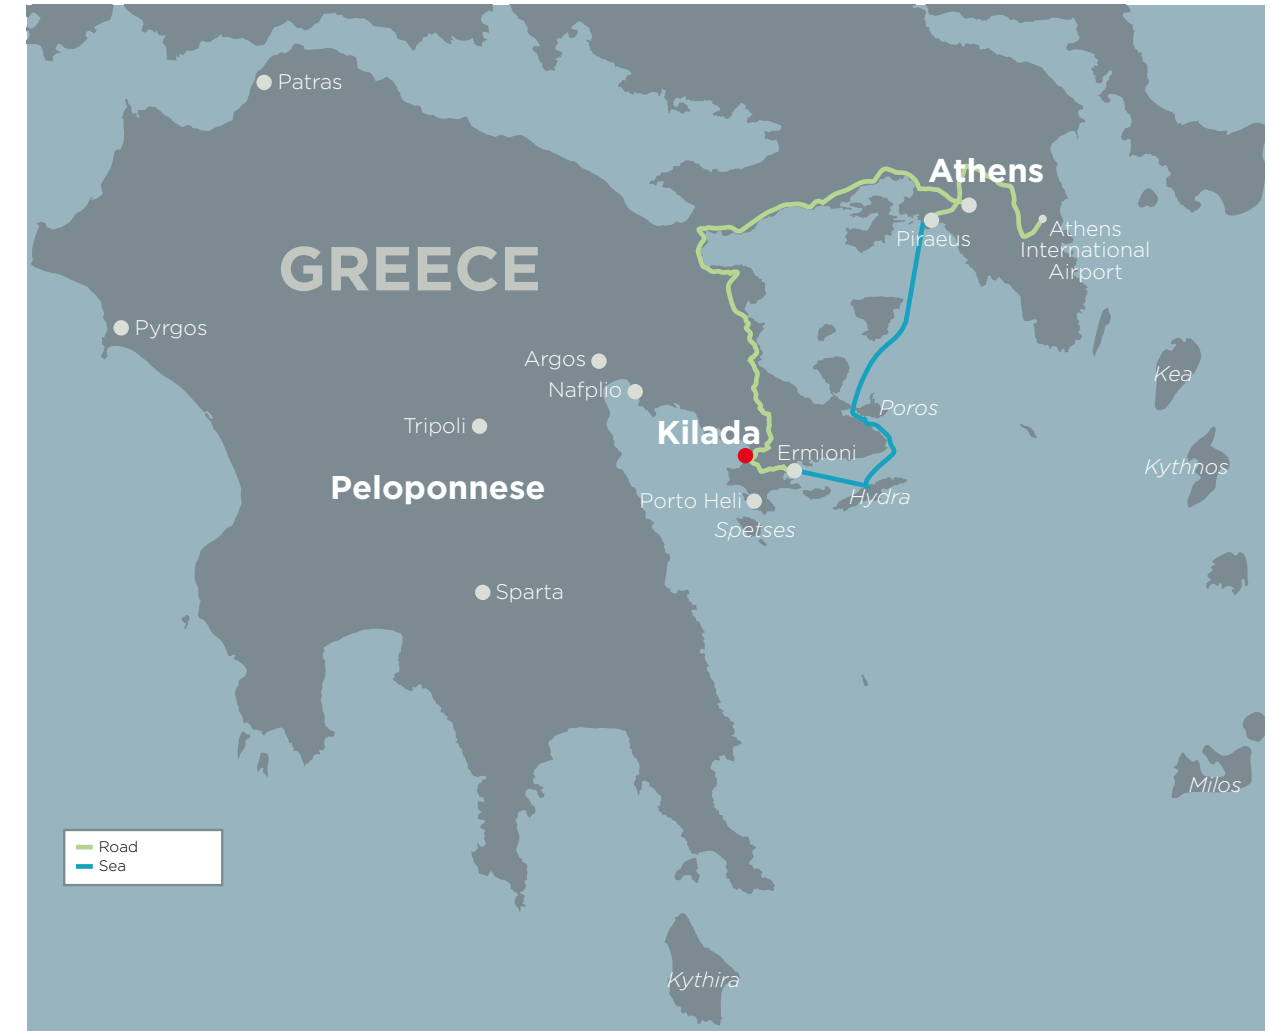 Patras
Athens
Athens
International
Airport
Piraeus
GREECE
Pyrgos
Argos
Nafplio
Kea
Poros
Tripoli
Kilada
Ermioni
Kythnos
Peloponnese
Porto Heli
Hydra
Spetses
Sparta
Milos
Road
Sea
Kythira